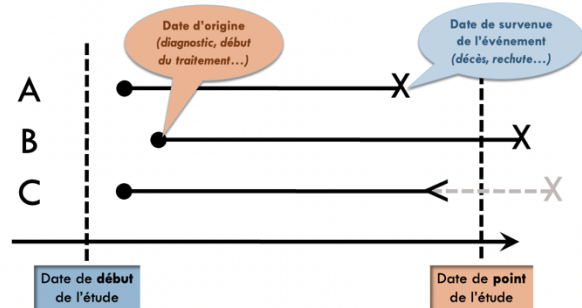 Date d'origine
(diagnostic, début
du traitement…)
Date de survenue
de l'événement
(décès, rechute…)
A
B
C
Date de début
de l'étude
Date de point
de l'étude